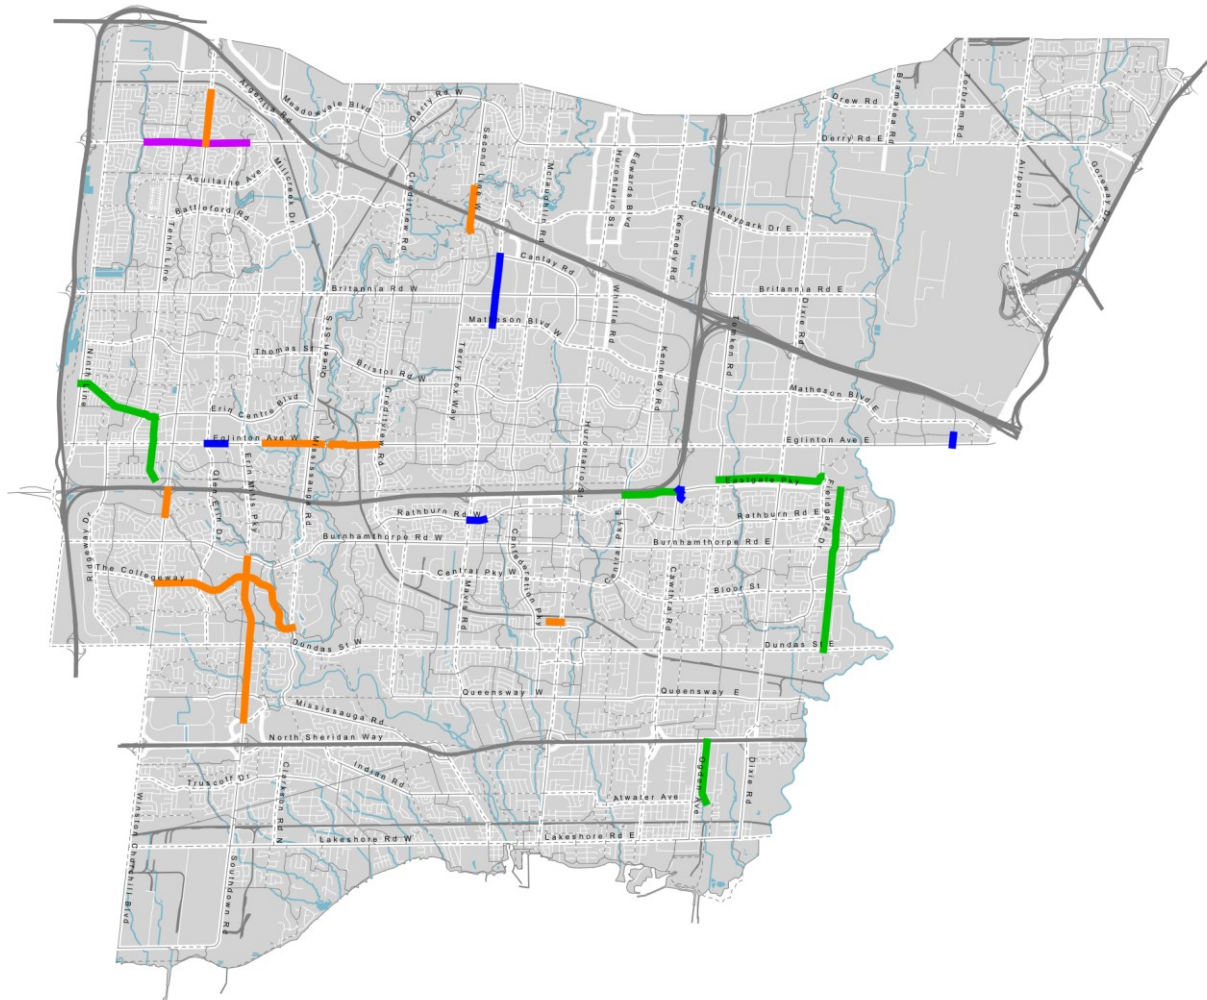 Argentia Rd
Meadowvale Blvd
Derry Rd W
Second Line W
Mclaughlin Rd
Hurontario St
Edwards Blvd
Drew Rd
Bramalea Rd
Torbram Rd
Derry Rd E
Airport Rd
Goreway Dr
Aquitaine Ave
Millcreek Dr
Battleford Rd
Tenth Line
Creditview Rd
Kennedy Rd
Courtneypark Dr E
Cantay Rd
Britannia Rd W
Britannia Rd E
Whittle Rd
Matheson Blvd W
Dixie Rd
Tomken Rd
Queen St S
Thomas St
Bristol Rd W
Terry Fox Way
Kennedy Rd
Ninth Line
Matheson Blvd E
Creditview Rd
Erin Centre Blvd
Eglinton Ave W
Eglinton Ave E
Mississauga Rd
Hurontario St
Erin Mills Pky
Glen Erin Dr
Eastgate Pky
Fieldgate Dr
Rathburn Rd W
Rathburn Rd E
Central Pky E
Ridgeway Dr
Burnhamthorpe Rd W
Burnhamthorpe Rd E
Confederation Pky
The Collegeway
Central Pky W
Mavis Rd
Cawthra Rd
Bloor St
Dundas St W
Dundas St E
Queensway W
Queensway E
Mississauga Rd
North Sheridan Way
Indian Rd
Truscott Dr
Clarkson Rd N
Ogden Ave
Dixie Rd
Atwater Ave
Winston Churchill Blvd
Lakeshore Rd W
Lakeshore Rd E
Southdown Rd